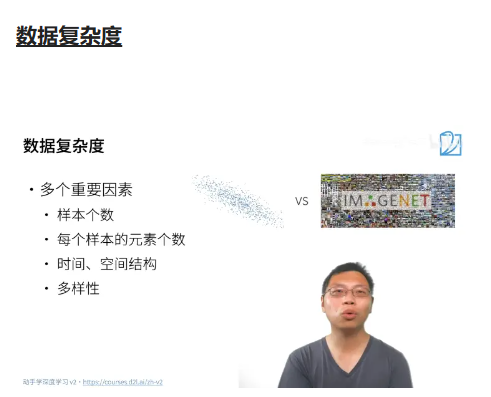 数据复杂度
数据复杂度
• 多个重要因素
• 样本个数
• 每个样本的元素个数
• 时间、空间结构
• 多样性
VS
IMAGENET
动手学深度学习 v2 • https://courses.d2l.ai/zh-v2